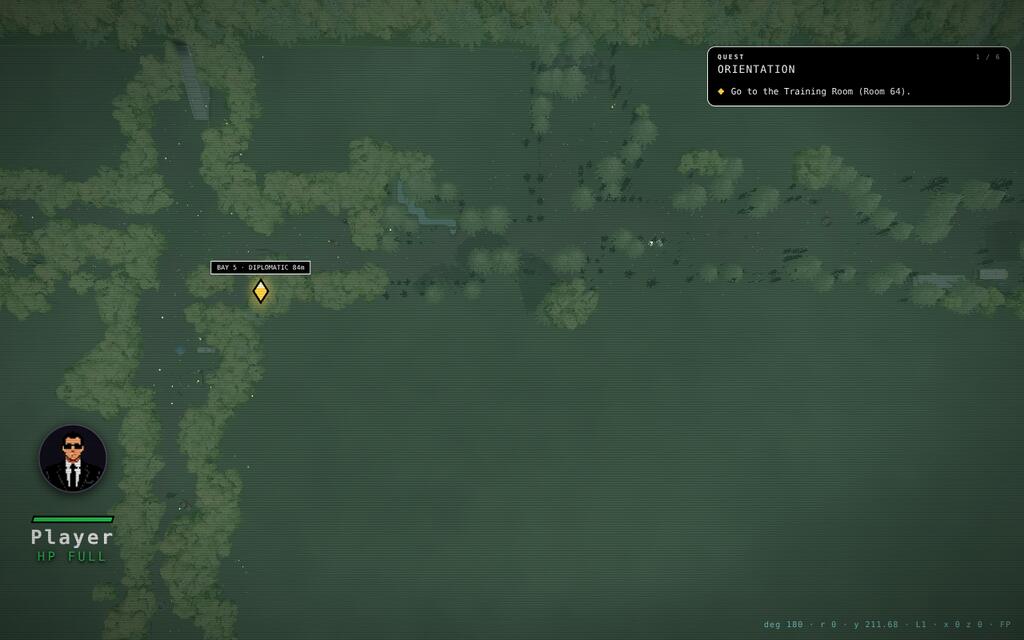 QUEST
1 / 6
ORIENTATION
Go to the Training Room (Room 64).
BAY 5 · DIPLOMATIC 84m
Player
HP FULL
deg 180 · r 0 · y 211.68 · L1 · x 0 z 0 · FP